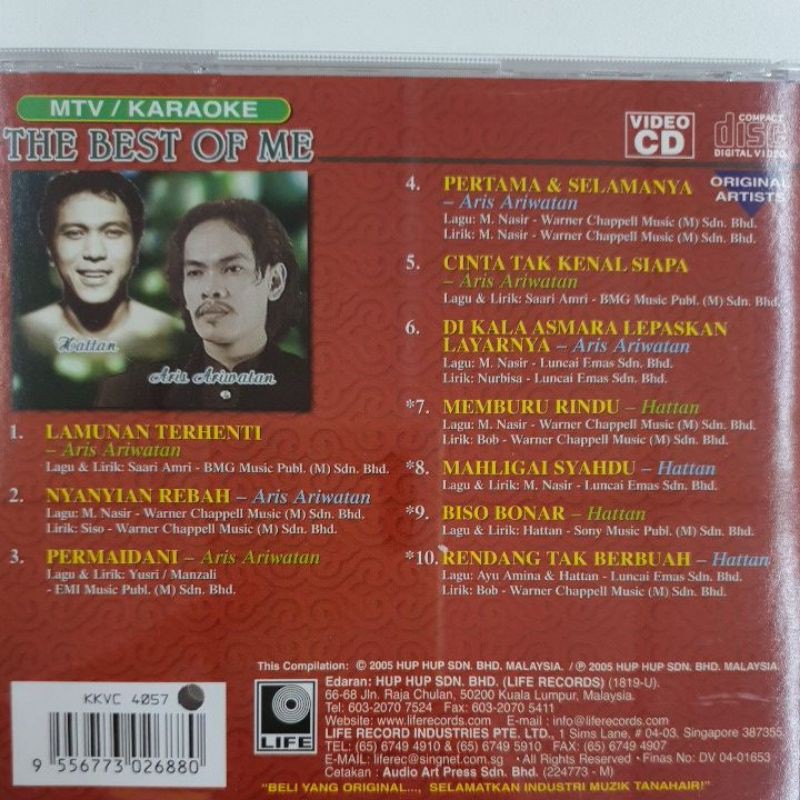 MTV / KARAOKE
THE BEST OF ME
VIDEO
CD
COMPACT
disc
DIGITAL VIDEO
ORIGINAL
ARTISTS
Hattan
Aris Ariwatan
1. LAMUNAN TERHENTI
– Aris Ariwatan
Lagu & Lirik: Saari Amri - BMG Music Publ. (M) Sdn. Bhd.
2. NYANYIAN REBAH – Aris Ariwatan
Lagu: M. Nasir - Warner Chappell Music (M) Sdn. Bhd.
Lirik: Siso - Warner Chappell Music (M) Sdn. Bhd.
3. PERMAIDANI – Aris Ariwatan
Lagu & Lirik: Yusri / Manzali
- EMI Music Publ. (M) Sdn. Bhd.
4. PERTAMA & SELAMANYA
– Aris Ariwatan
Lagu: M. Nasir - Warner Chappell Music (M) Sdn. Bhd.
Lirik: M. Nasir - Warner Chappell Music (M) Sdn. Bhd.
5. CINTA TAK KENAL SIAPA
– Aris Ariwatan
Lagu & Lirik: Saari Amri - BMG Music Publ. (M) Sdn. Bhd.
6. DI KALA ASMARA LEPASKAN
LAYARNYA – Aris Ariwatan
Lagu: M. Nasir - Luncai Emas Sdn. Bhd.
Lirik: Nurbisa - Luncai Emas Sdn. Bhd.
*7. MEMBURU RINDU – Hattan
Lagu: M. Nasir - Warner Chappell Music (M) Sdn. Bhd.
Lirik: Bob - Warner Chappell Music (M) Sdn. Bhd.
*8. MAHLIGAI SYAHDU – Hattan
Lagu & Lirik: M. Nasir - Luncai Emas Sdn. Bhd.
*9. BISO BONAR – Hattan
Lagu & Lirik: Hattan - Sony Music Publ. (M) Sdn. Bhd.
*10. RENDANG TAK BERBUAH – Hattan
Lagu: Ayu Amina & Hattan - Luncai Emas Sdn. Bhd.
Lirik: Bob - Warner Chappell Music (M) Sdn. Bhd.
KKVC 4057
9 556773 026880
LIFE
This Compilation: © 2005 HUP HUP SDN. BHD. MALAYSIA. / ℗ 2005 HUP HUP SDN. BHD. MALAYSIA.
Edaran: HUP HUP SDN. BHD. (LIFE RECORDS) (1819-U).
66-68 Jln. Raja Chulan, 50200 Kuala Lumpur, Malaysia.
Tel: 603-2070 7524 Fax: 603-2070 5411
Website: www.liferecords.com E-mail : info@liferecords.com
LIFE RECORD INDUSTRIES PTE. LTD., 1 Sims Lane, # 04-03, Singapore 387355.
TEL: (65) 6749 4910 & (65) 6749 5910 FAX: (65) 6749 4907
E-MAIL: liferec@singnet.com.sg • All Rights Reserved • Finas No: DV 04-01653
Cetakan : Audio Art Press Sdn. Bhd. (224773 - M)
"BELI YANG ORIGINAL..., SELAMATKAN INDUSTRI MUZIK TANAHAIR!"